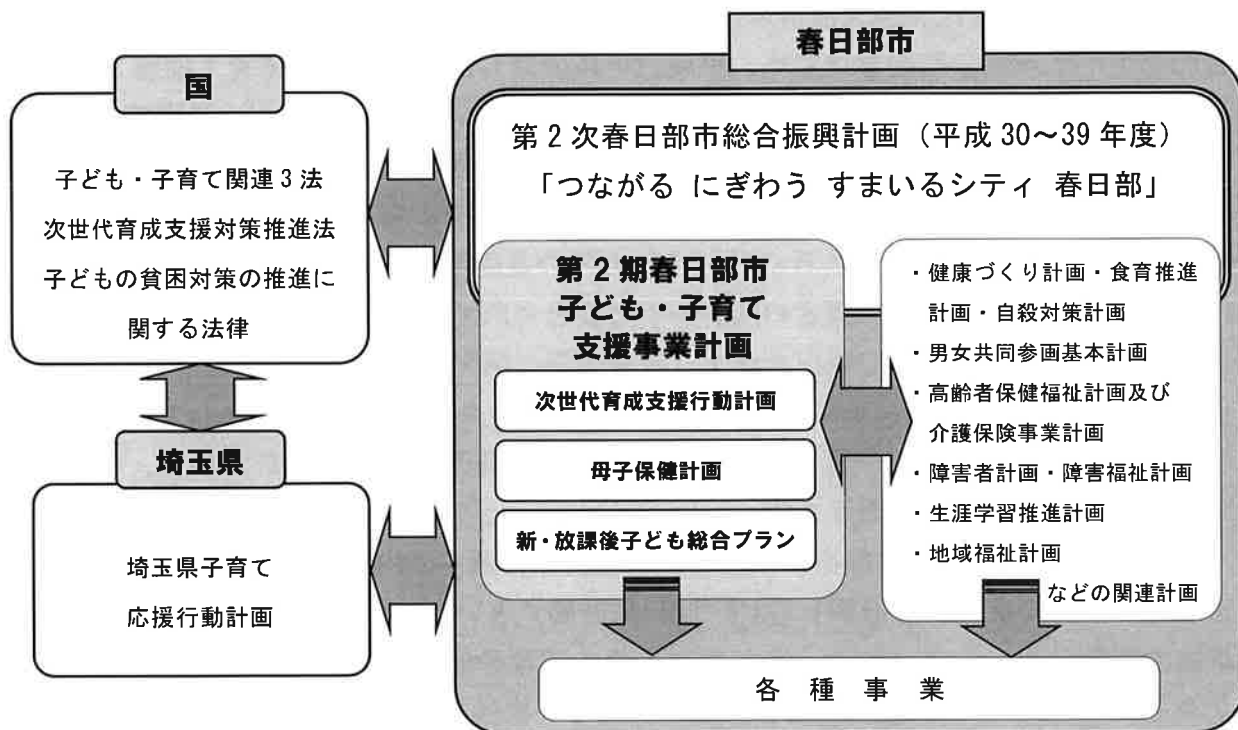 国
子ども・子育て関連3法
次世代育成支援対策推進法
子どもの貧困対策の推進に
関する法律
埼玉県
埼玉県子育て
応援行動計画
春日部市
第2次春日部市総合振興計画（平成30～39年度）
「つながる にぎわう すまいるシティ 春日部」
第2期春日部市
子ども・子育て
支援事業計画
次世代育成支援行動計画
母子保健計画
新・放課後子ども総合プラン
・健康づくり計画・食育推進
計画・自殺対策計画
・男女共同参画基本計画
・高齢者保健福祉計画及び
介護保険事業計画
・障害者計画・障害福祉計画
・生涯学習推進計画
・地域福祉計画
などの関連計画
各種事業